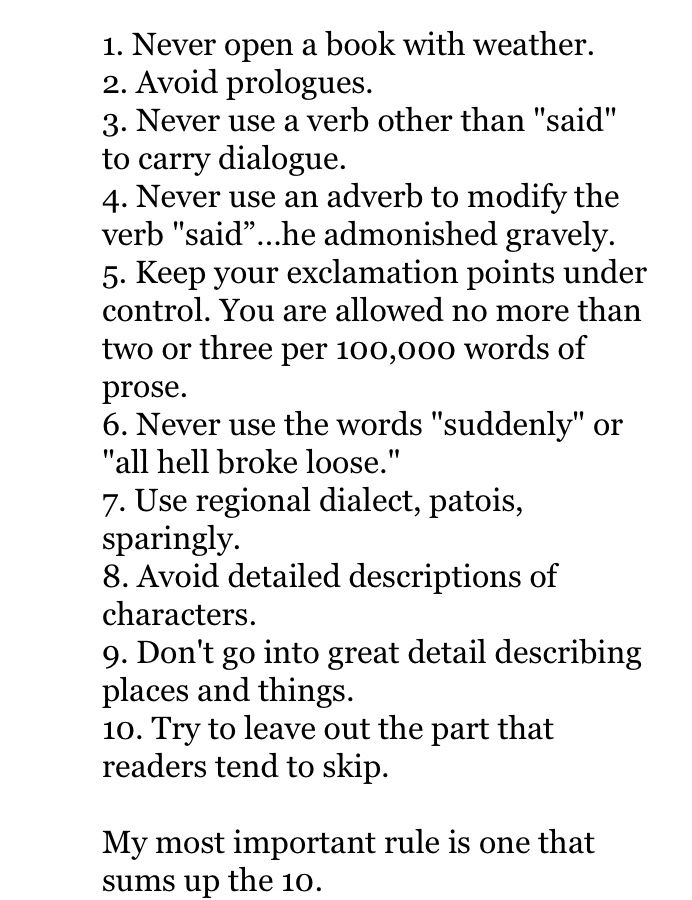 1. Never open a book with weather.
2. Avoid prologues.
3. Never use a verb other than "said"
to carry dialogue.
4. Never use an adverb to modify the
verb "said”...he admonished gravely.
5. Keep your exclamation points under
control. You are allowed no more than
two or three per 100,000 words of
prose.
6. Never use the words "suddenly" or
"all hell broke loose."
7. Use regional dialect, patois,
sparingly.
8. Avoid detailed descriptions of
characters.
9. Don't go into great detail describing
places and things.
10. Try to leave out the part that
readers tend to skip.
My most important rule is one that
sums up the 10.